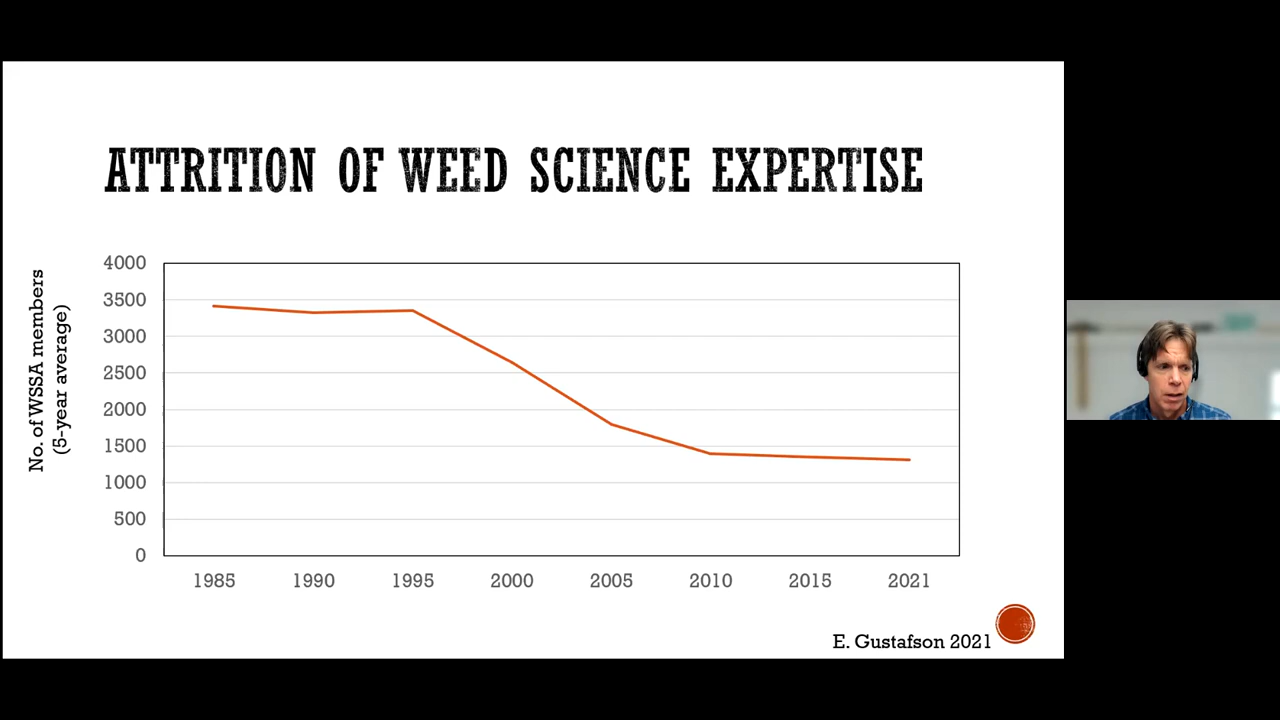 ATTRITION OF WEED SCIENCE EXPERTISE
No. of WSSA members
(5-year average)
4000
3500
3000
2500
2000
1500
1000
500
0
1985 1990 1995 2000 2005 2010 2015 2021
E. Gustafson 2021